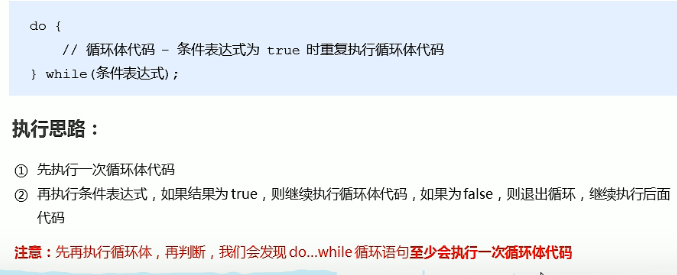 do {
// 循环体代码 - 条件表达式为 true 时重复执行循环体代码
} while(条件表达式);
执行思路：
① 先执行一次循环体代码
② 再执行条件表达式，如果结果为 true，则继续执行循环体代码，如果为 false，则退出循环，继续执行后面
代码
注意：先再执行循环体，再判断，我们会发现 do...while 循环语句至少会执行一次循环体代码